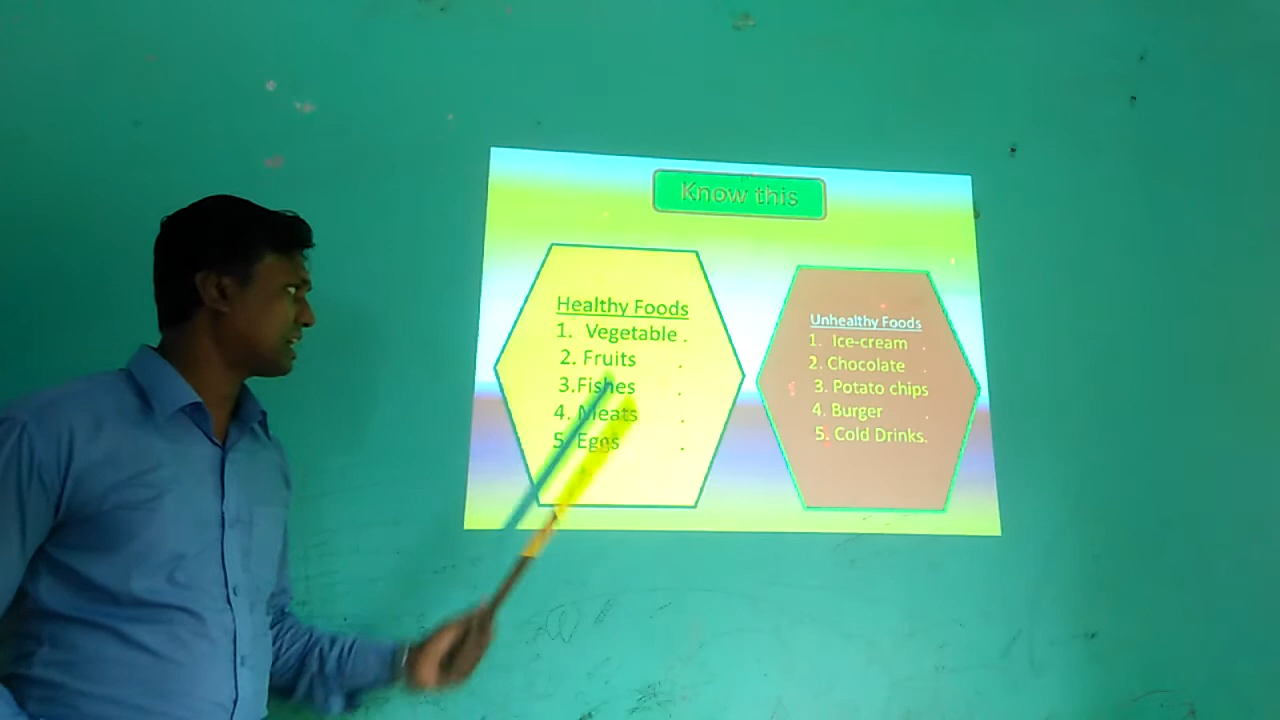 Know this
Healthy Foods
1. Vegetable .
2. Fruits .
3.Fishes .
4. Meats .
5. Eggs .
Unhealthy Foods
1. Ice-cream .
2. Chocolate .
3. Potato chips
4. Burger .
5. Cold Drinks.